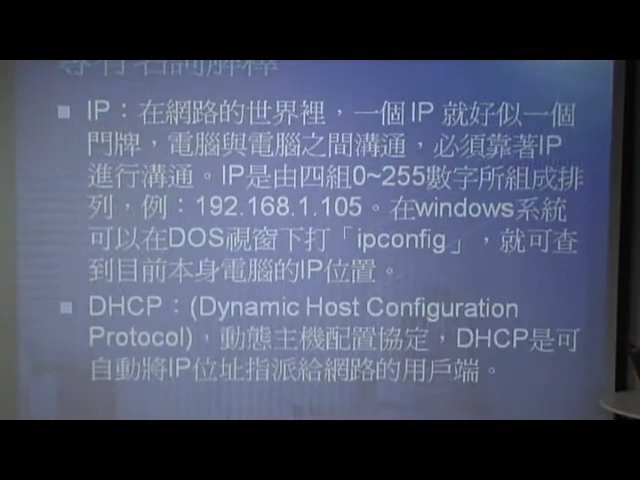 專有名詞解釋
IP：在網路的世界裡，一個 IP 就好似一個
門牌，電腦與電腦之間溝通，必須靠著IP
進行溝通。IP是由四組0~255數字所組成排
列，例：192.168.1.105。在windows系統
可以在DOS視窗下打「ipconfig」，就可查
到目前本身電腦的IP位置。
DHCP：(Dynamic Host Configuration
Protocol)，動態主機配置協定，DHCP是可
自動將IP位址指派給網路的用戶端。